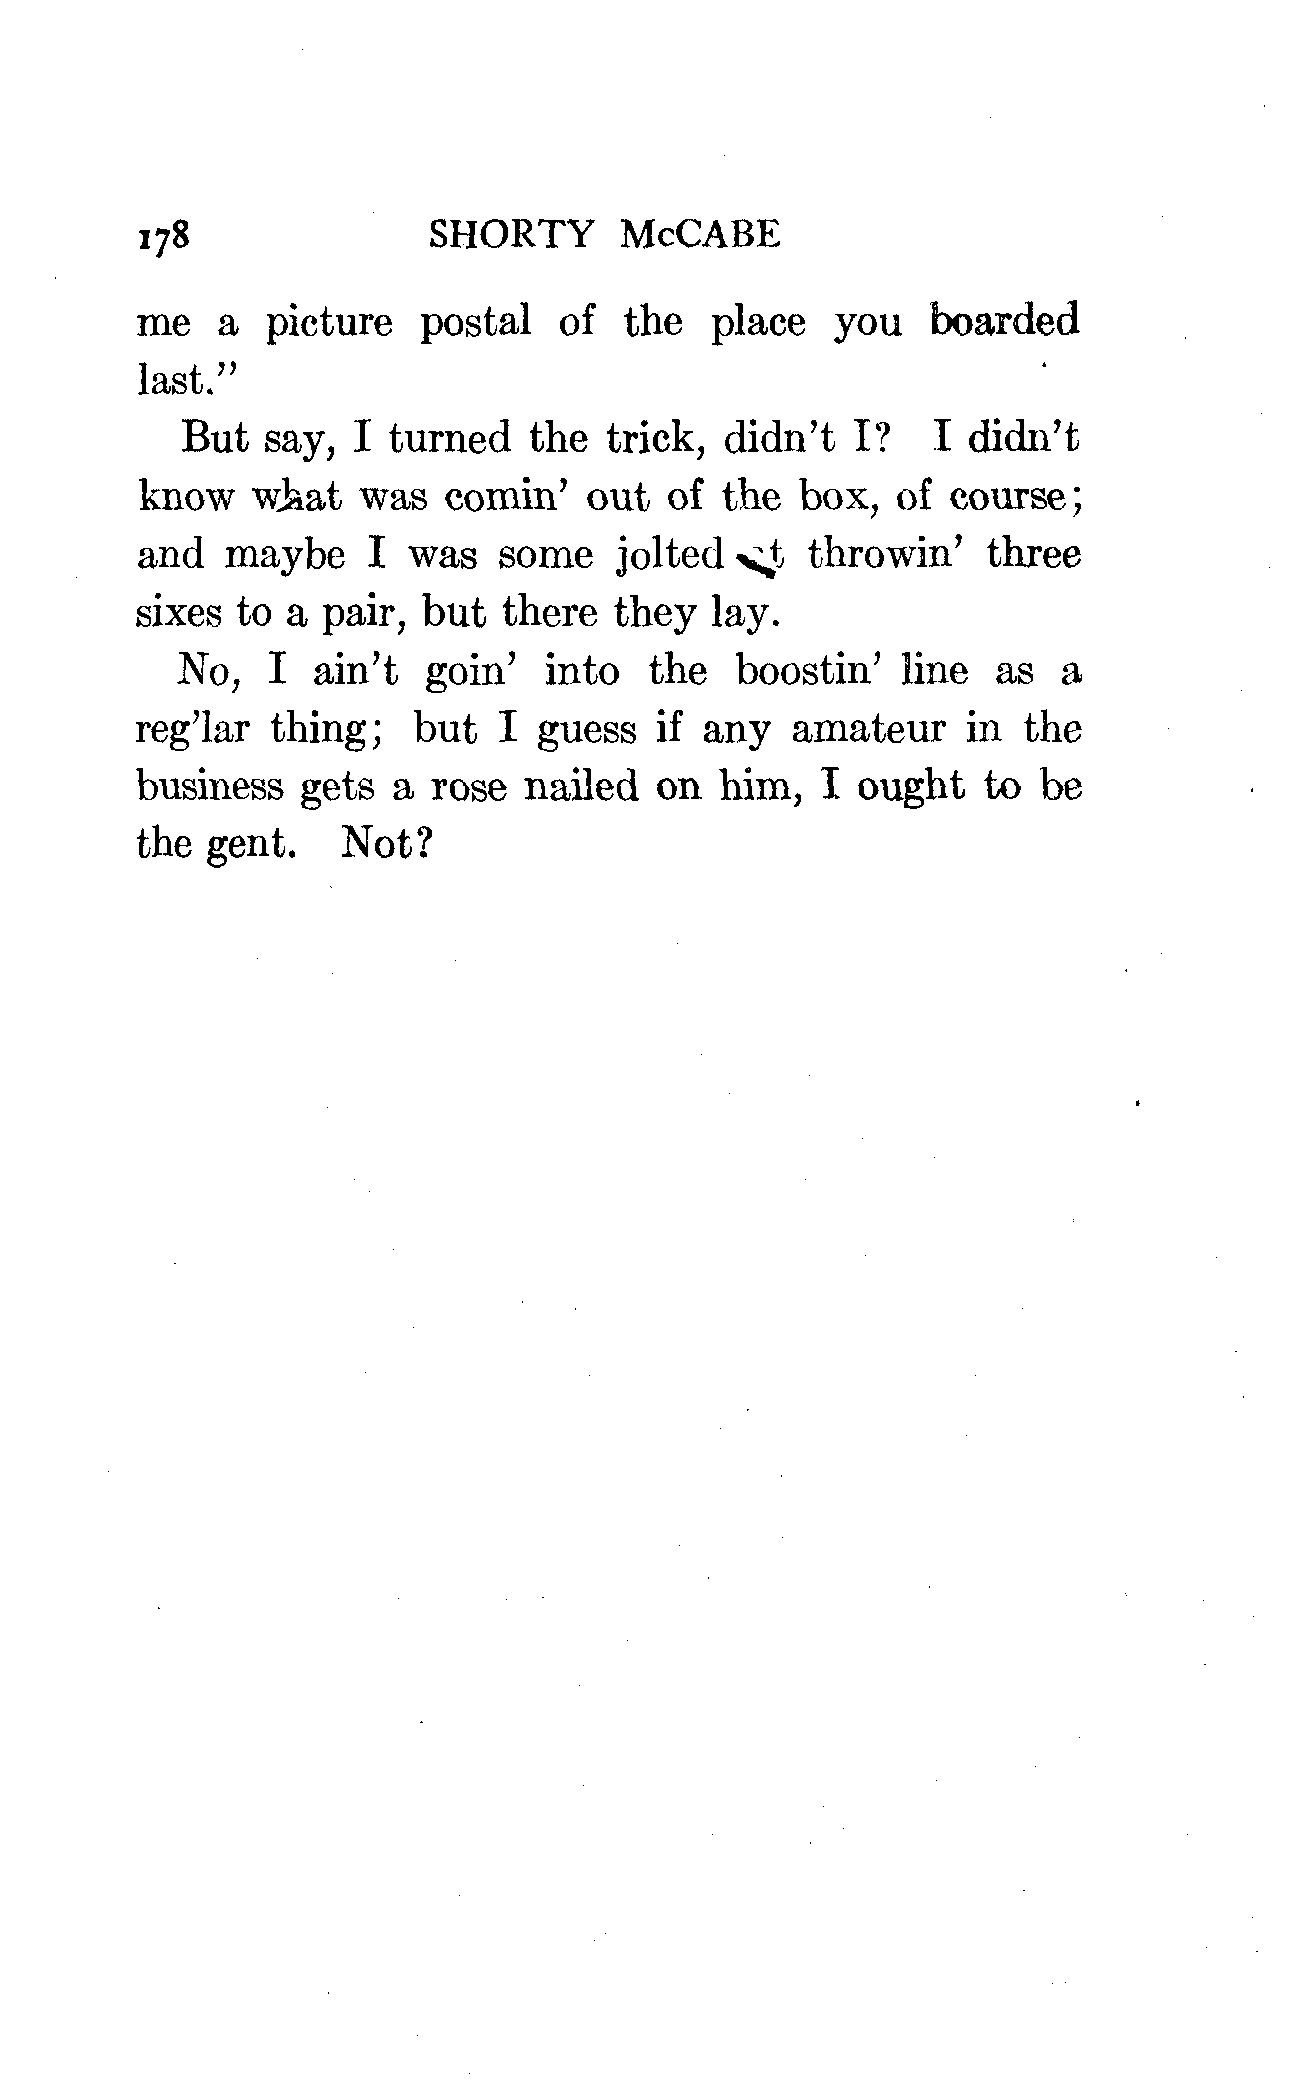 178 SHORTY McCABE
me a picture postal of the place you boarded
last.”
But say, I turned the trick, didn’t I? I didn’t
know what was comin’ out of the box, of course;
and maybe I was some jolted at throwin’ three
sixes to a pair, but there they lay.
No, I ain’t goin’ into the boostin’ line as a
reg’lar thing; but I guess if any amateur in the
business gets a rose nailed on him, I ought to be
the gent. Not?